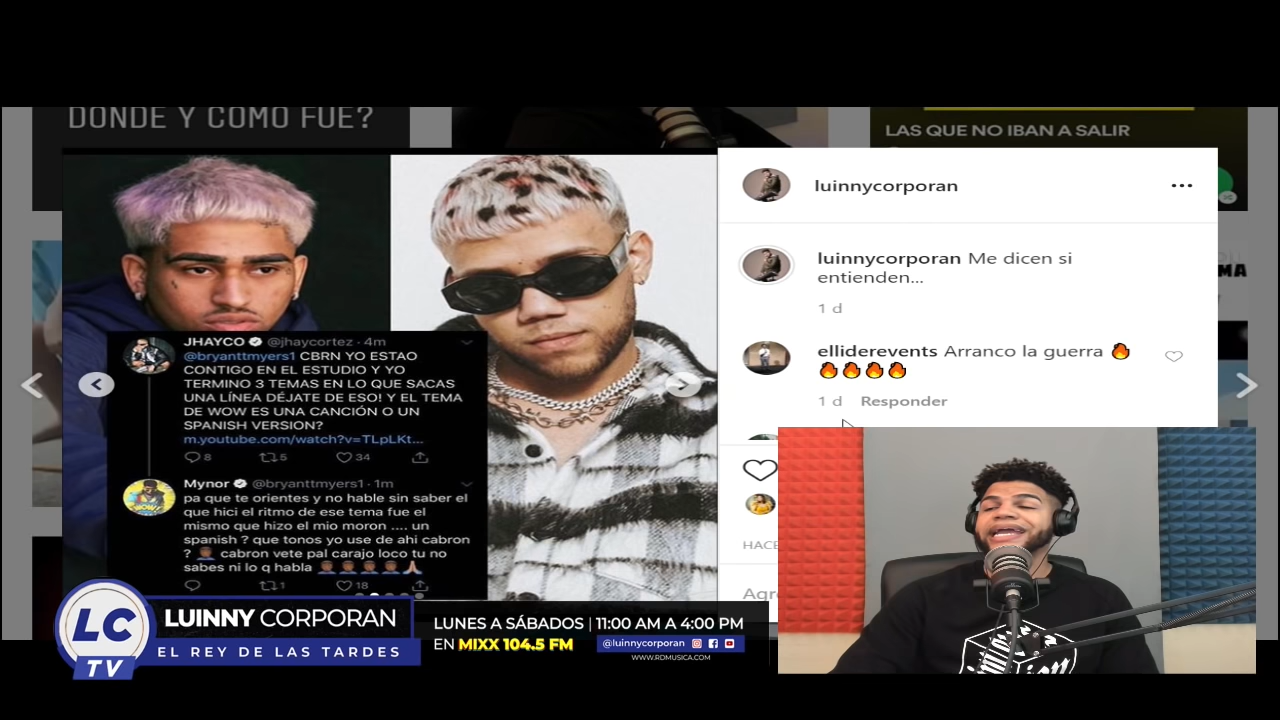 DONDE Y COMO FUE?
LAS QUE NO IBAN A SALIR
MA
luinnycorporan
luinnycorporan Me dicen si
entienden...
1 d
elliderevents Arranco la guerra 🔥
🔥🔥🔥🔥
1 d Responder
HACE
Agre
JHAYCO @jhaycortez · 4m
@bryanttmyers1 CBRN YO ESTAO
CONTIGO EN EL ESTUDIO Y YO
TERMINO 3 TEMAS EN LO QUE SACAS
UNA LÍNEA DÉJATE DE ESO! Y EL TEMA
DE WOW ES UNA CANCIÓN O UN
SPANISH VERSION?
m.youtube.com/watch?v=TLpLKt...
8 5 34
Mynor @bryanttmyers1 · 1m
pa que te orientes y no hable sin saber el
que hici el ritmo de ese tema fue el
mismo que hizo el mio moron .... un
spanish ? que tonos yo use de ahi cabron
? 🤦🏾‍♂️ cabron vete pal carajo loco tu no
sabes ni lo q habla 🤦🏾‍♂️🤦🏾‍♂️🤦🏾‍♂️🤦🏾‍♂️🙏🏼
1 18
LC
TV
LUINNY CORPORAN
EL REY DE LAS TARDES
LUNES A SÁBADOS | 11:00 AM A 4:00 PM
EN MIXX 104.5 FM @luinnycorporan
WWW.RDMUSICA.COM